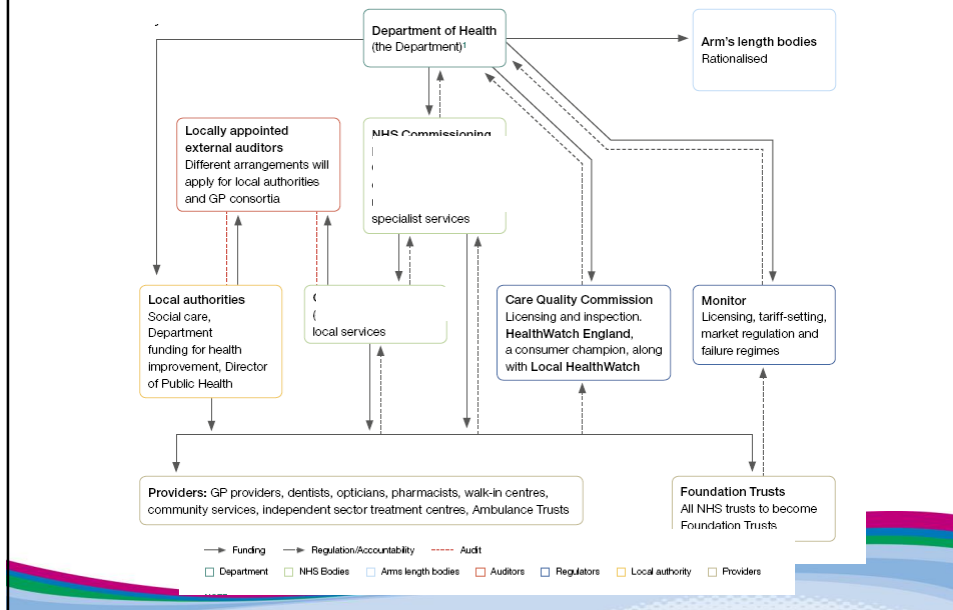 Department of Health
(the Department)¹
Arm's length bodies
Rationalised
Locally appointed
external auditors
Different arrangements will
apply for local authorities
and GP consortia
NHS Commissioning
specialist services
Local authorities
Social care,
Department
funding for health
improvement, Director
of Public Health
local services
Care Quality Commission
Licensing and inspection.
HealthWatch England,
a consumer champion, along
with Local HealthWatch
Monitor
Licensing, tariff-setting,
market regulation and
failure regimes
Providers: GP providers, dentists, opticians, pharmacists, walk-in centres,
community services, independent sector treatment centres, Ambulance Trusts
Foundation Trusts
All NHS trusts to become
Foundation Trusts
Funding Regulation/Accountability Audit
Department NHS Bodies Arms length bodies Auditors Regulators Local authority Providers